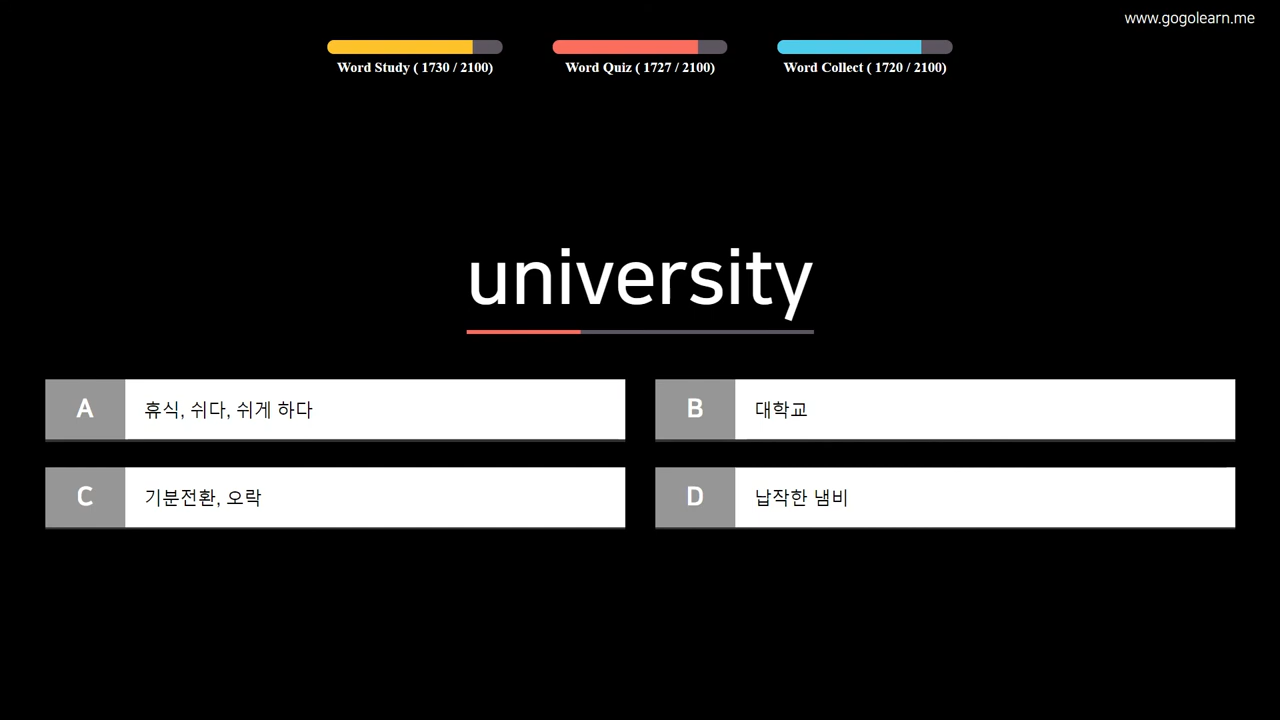 www.gogolearn.me
Word Study ( 1730 / 2100)
Word Quiz ( 1727 / 2100)
Word Collect ( 1720 / 2100)
university
A 휴식, 쉬다, 쉬게 하다
B 대학교
C 기분전환, 오락
D 납작한 냄비